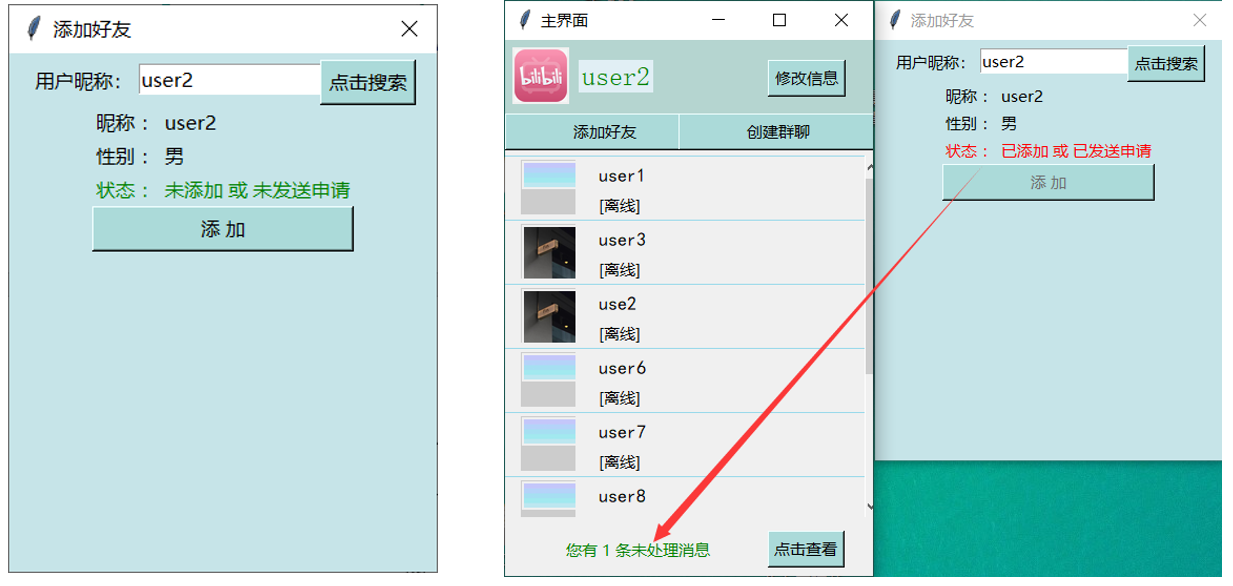 添加好友
用户昵称： user2 点击搜索
昵称： user2
性别： 男
状态： 未添加 或 未发送申请
添 加
主界面
bilibili user2 修改信息
添加好友 创建群聊
user1
[离线]
user3
[离线]
use2
[离线]
user6
[离线]
user7
[离线]
user8
您有 1 条未处理消息 点击查看
添加好友
用户昵称： user2 点击搜索
昵称： user2
性别： 男
状态： 已添加 或 已发送申请
添 加